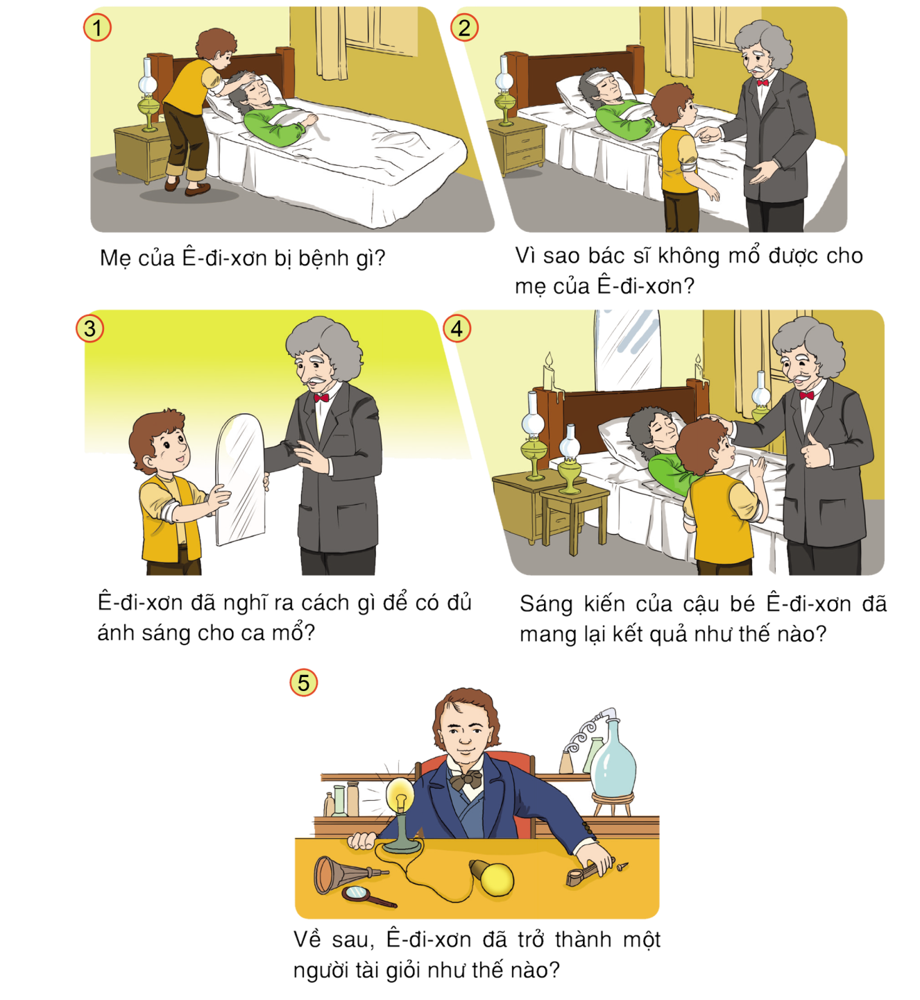 1
Mẹ của Ê-đi-xơn bị bệnh gì?
2
Vì sao bác sĩ không mổ được cho
mẹ của Ê-đi-xơn?
3
Ê-đi-xơn đã nghĩ ra cách gì để có đủ
ánh sáng cho ca mổ?
4
Sáng kiến của cậu bé Ê-đi-xơn đã
mang lại kết quả như thế nào?
5
Về sau, Ê-đi-xơn đã trở thành một
người tài giỏi như thế nào?